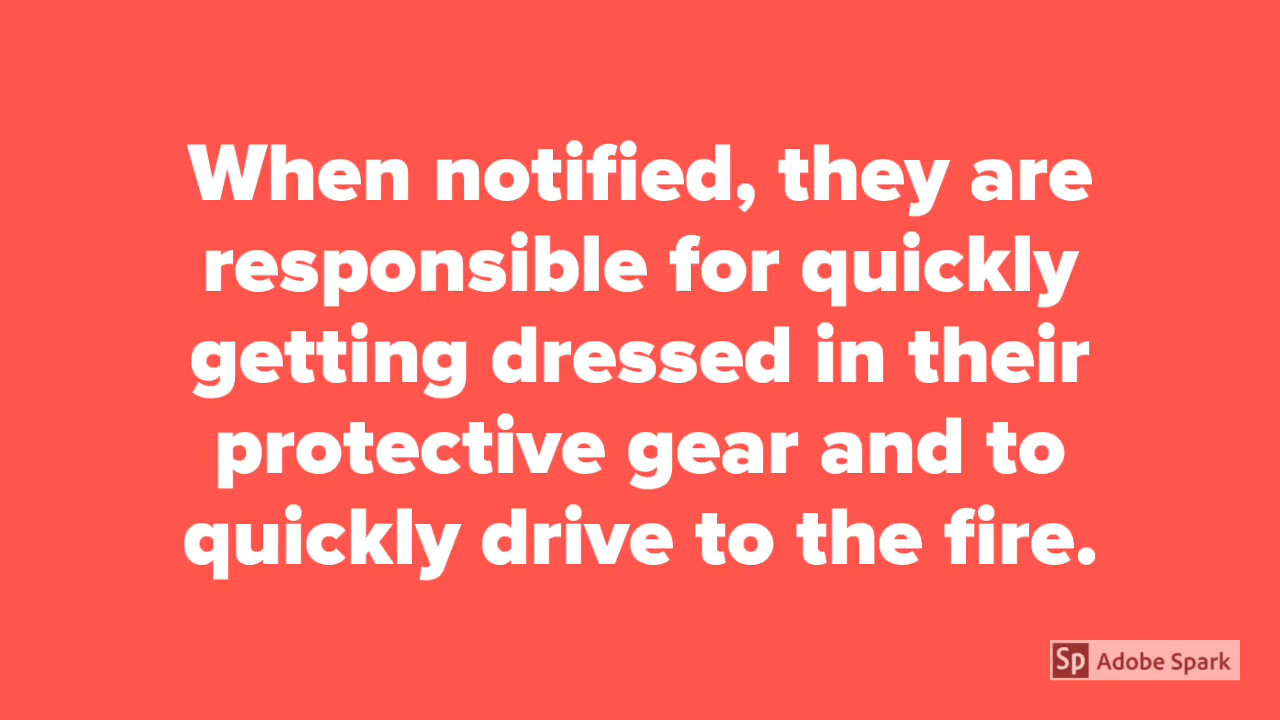 When notified, they are
responsible for quickly
getting dressed in their
protective gear and to
quickly drive to the fire.
Sp Adobe Spark